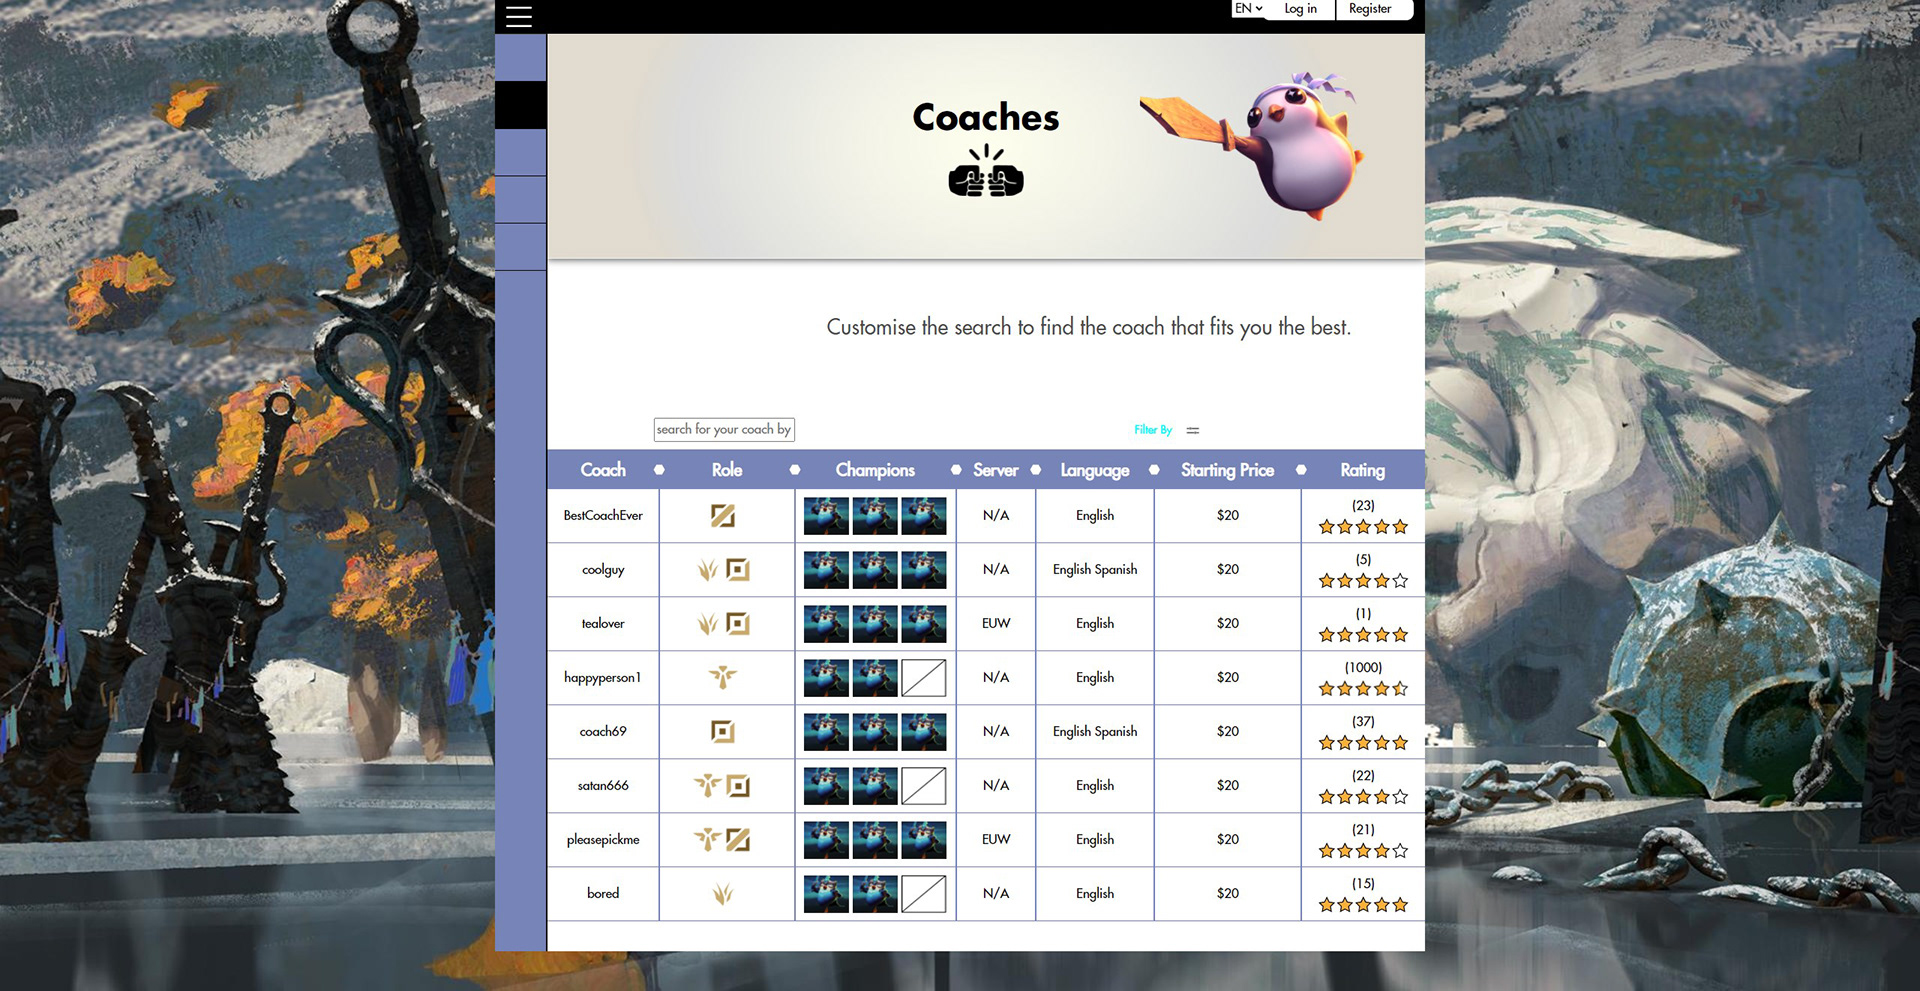 EN Log in Register
Coaches
Customise the search to find the coach that fits you the best.
search for your coach by
Filter By
Coach Role Champions Server Language Starting Price Rating
BestCoachEver N/A English $20 (23)
coolguy N/A English Spanish $20 (5)
tealover EUW English $20 (1)
happyperson1 N/A English $20 (1000)
coach69 N/A English Spanish $20 (37)
satan666 N/A English $20 (22)
pleasepickme EUW English $20 (21)
bored N/A English $20 (15)